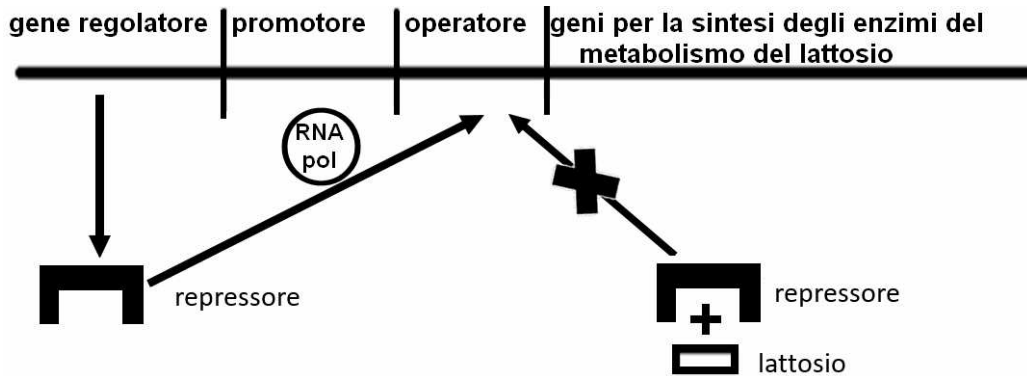 gene regolatore promotore operatore geni per la sintesi degli enzimi del
metabolismo del lattosio
RNA
pol
repressore
repressore
+
lattosio